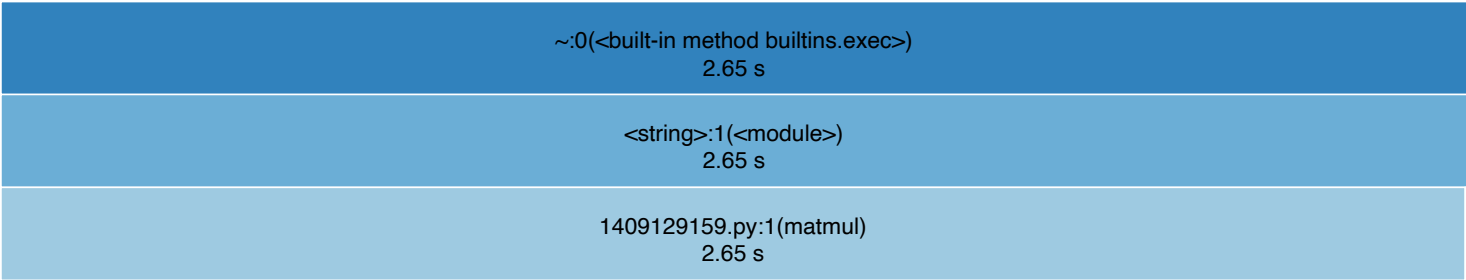 ~:0(<built-in method builtins.exec>)
2.65 s
<string>:1(<module>)
2.65 s
1409129159.py:1(matmul)
2.65 s